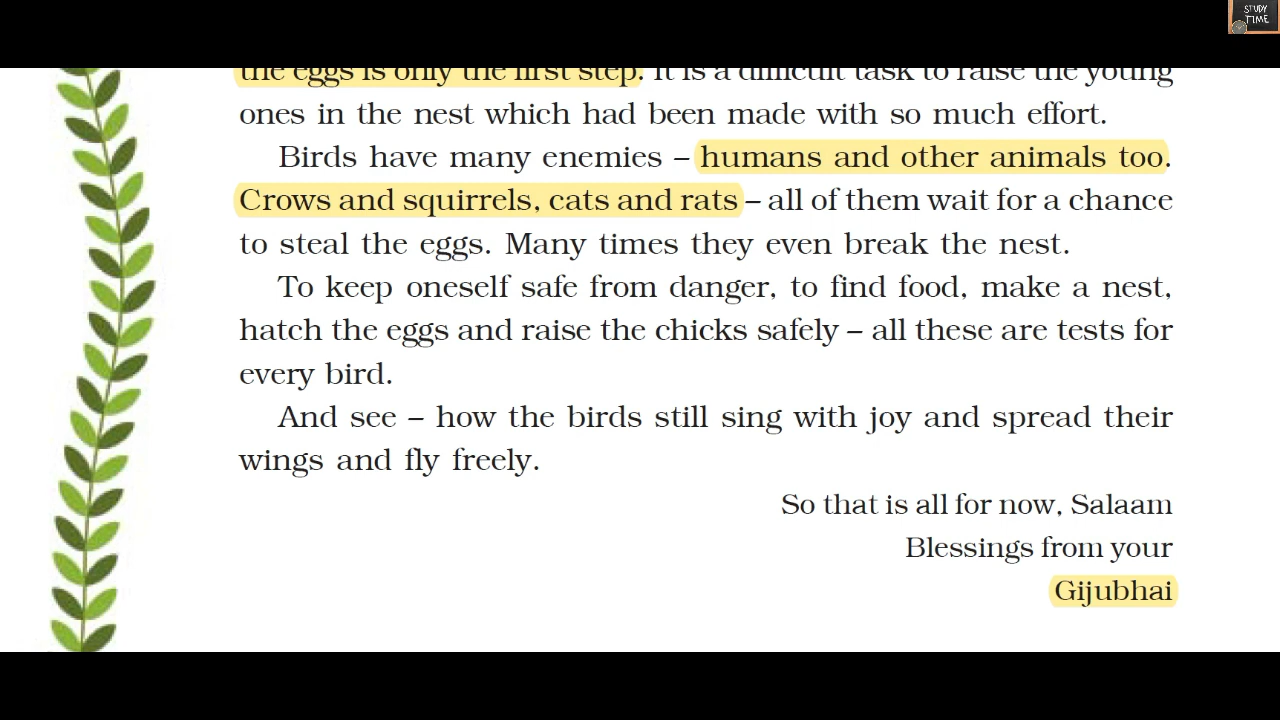 STUDY
TIME
the eggs is only the first step. It is a difficult task to raise the young
ones in the nest which had been made with so much effort.
Birds have many enemies – humans and other animals too.
Crows and squirrels, cats and rats – all of them wait for a chance
to steal the eggs. Many times they even break the nest.
To keep oneself safe from danger, to find food, make a nest,
hatch the eggs and raise the chicks safely – all these are tests for
every bird.
And see – how the birds still sing with joy and spread their
wings and fly freely.
So that is all for now, Salaam
Blessings from your
Gijubhai